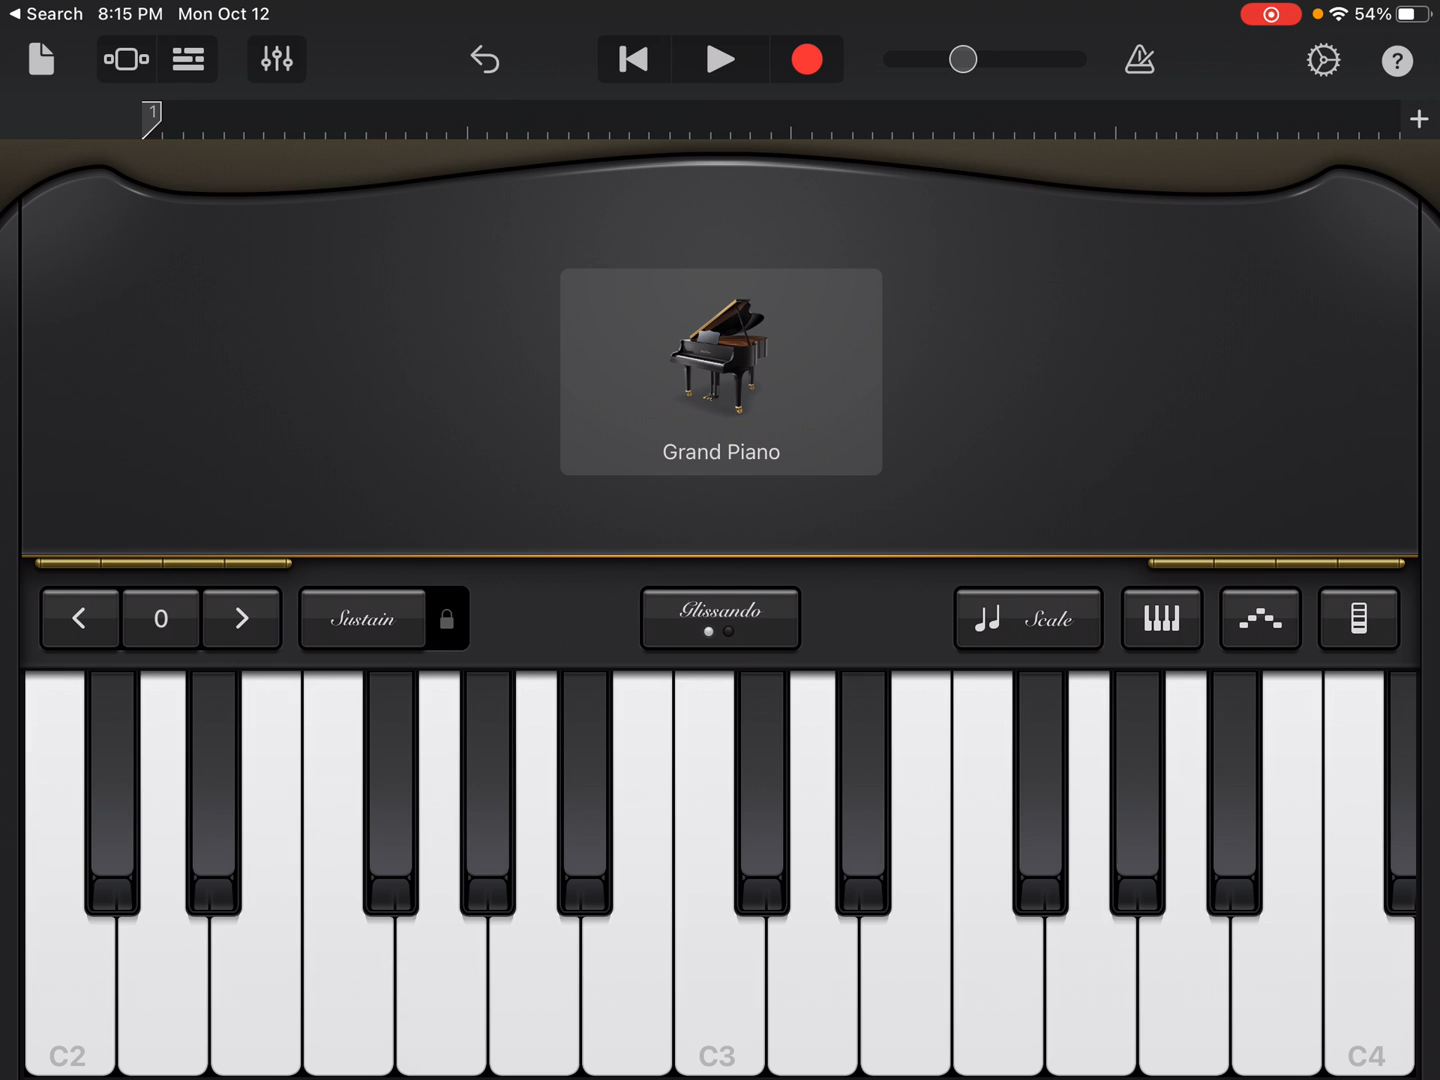 ◀ Search 8:15 PM Mon Oct 12 54%
?
1
+
Grand Piano
0 Sustain Glissando Scale
C2 C3 C4